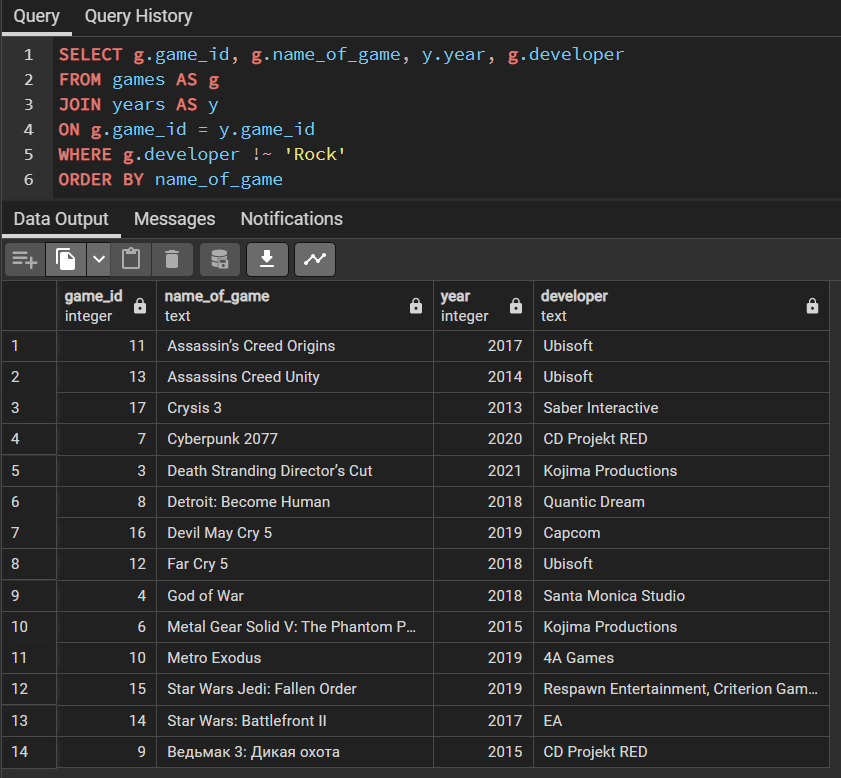 Query Query History
1 SELECT g.game_id, g.name_of_game, y.year, g.developer
2 FROM games AS g
3 JOIN years AS y
4 ON g.game_id = y.game_id
5 WHERE g.developer !~ 'Rock'
6 ORDER BY name_of_game
Data Output Messages Notifications
game_id name_of_game year developer
integer text integer text
1 11 Assassin’s Creed Origins 2017 Ubisoft
2 13 Assassins Creed Unity 2014 Ubisoft
3 17 Crysis 3 2013 Saber Interactive
4 7 Cyberpunk 2077 2020 CD Projekt RED
5 3 Death Stranding Director’s Cut 2021 Kojima Productions
6 8 Detroit: Become Human 2018 Quantic Dream
7 16 Devil May Cry 5 2019 Capcom
8 12 Far Cry 5 2018 Ubisoft
9 4 God of War 2018 Santa Monica Studio
10 6 Metal Gear Solid V: The Phantom P... 2015 Kojima Productions
11 10 Metro Exodus 2019 4A Games
12 15 Star Wars Jedi: Fallen Order 2019 Respawn Entertainment, Criterion Gam...
13 14 Star Wars: Battlefront II 2017 EA
14 9 Ведьмак 3: Дикая охота 2015 CD Projekt RED